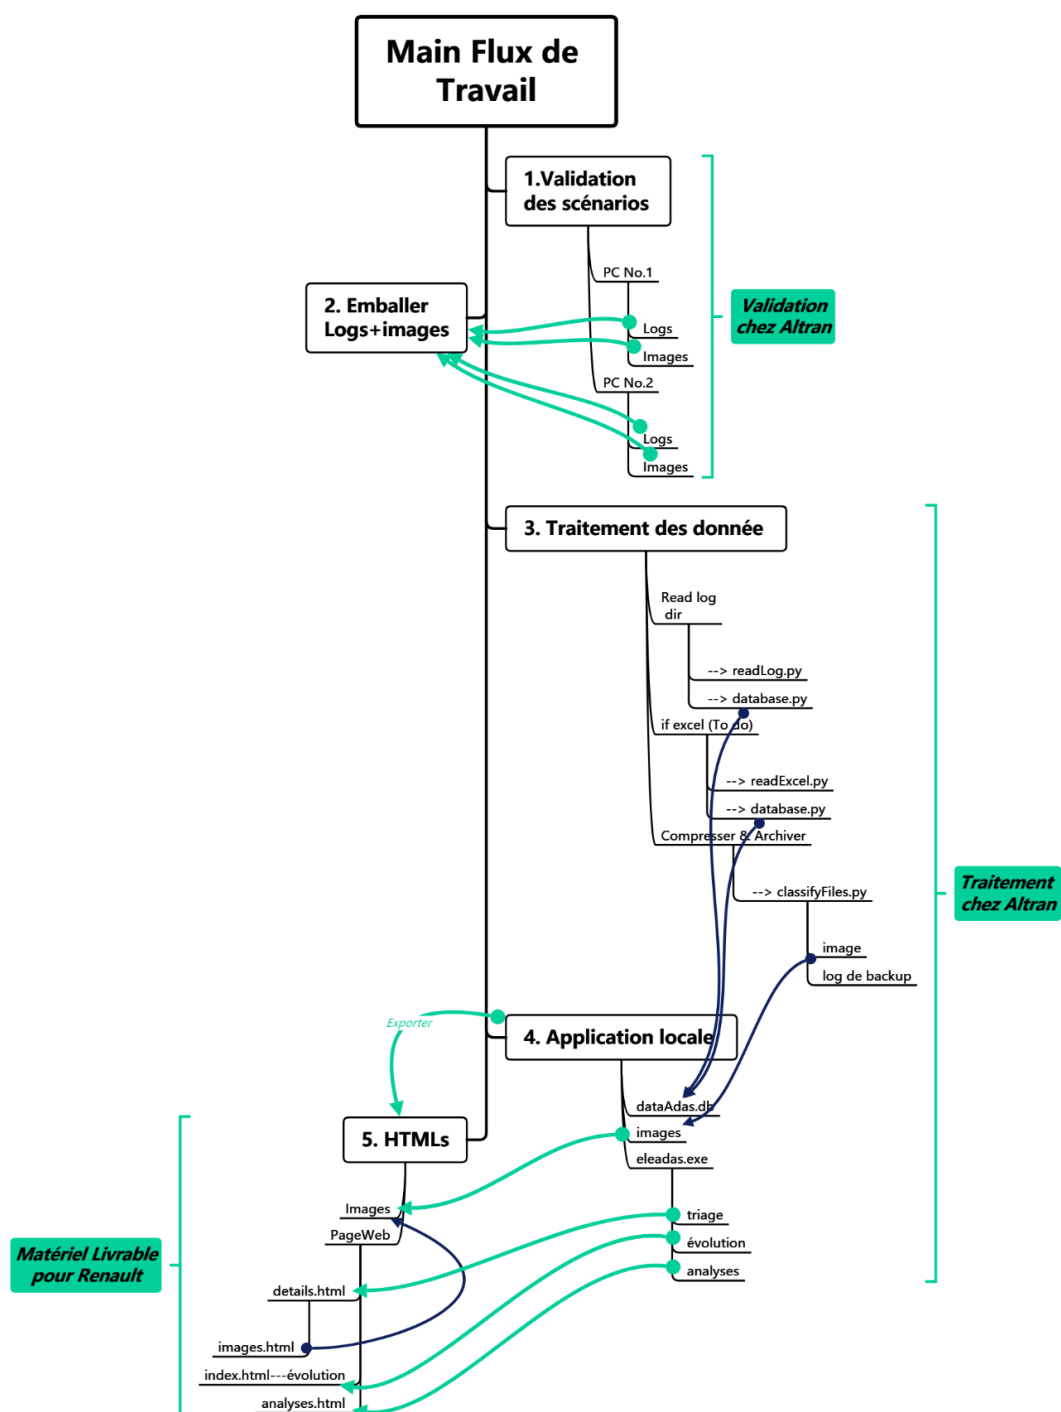 Main Flux de
Travail
1.Validation
des scénarios
PC No.1
Logs
Images
PC No.2
Logs
Images
Validation
chez Altran
2. Emballer
Logs+images
3. Traitement des donnée
Read log
dir
--> readLog.py
--> database.py
if excel (To do)
--> readExcel.py
--> database.py
Compresser & Archiver
--> classifyFiles.py
image
log de backup
Traitement
chez Altran
Exporter
4. Application locale
dataAdas.db
images
eleadas.exe
triage
évolution
analyses
5. HTMLs
Images
PageWeb
details.html
images.html
index.html---évolution
analyses.html
Matériel Livrable
pour Renault